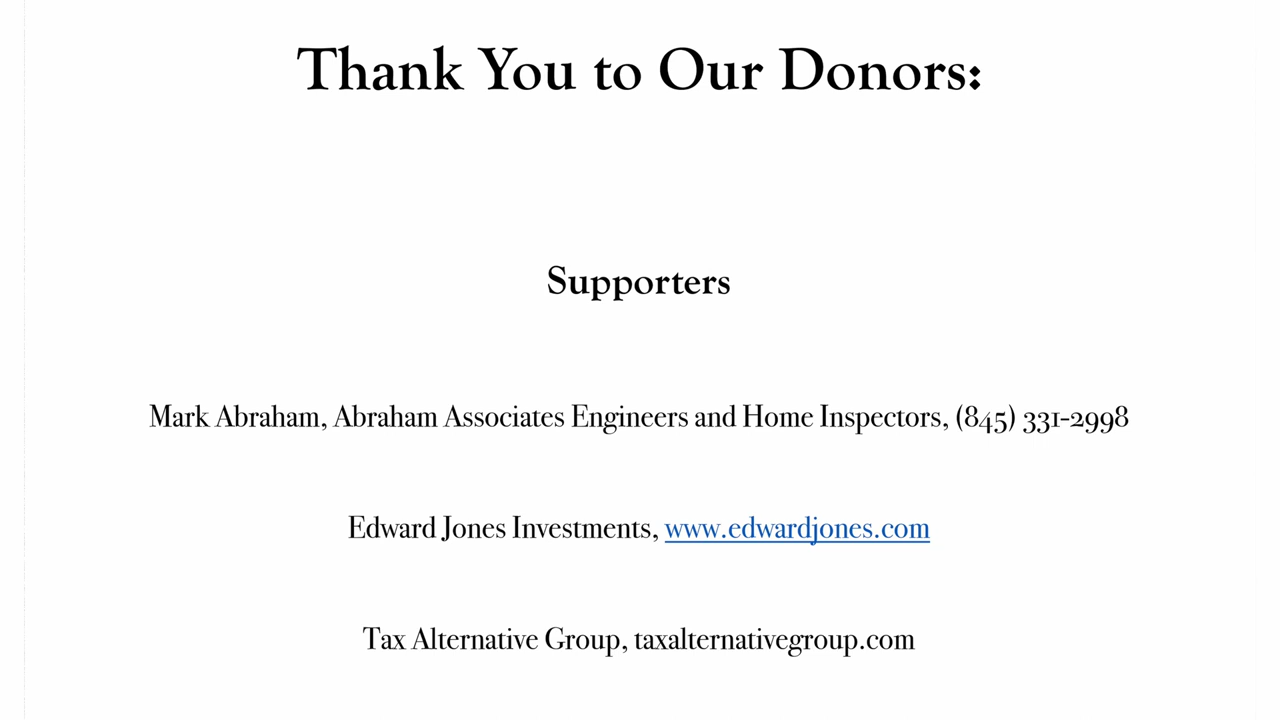 Thank You to Our Donors:
Supporters
Mark Abraham, Abraham Associates Engineers and Home Inspectors, (845) 331-2998
Edward Jones Investments, www.edwardjones.com
Tax Alternative Group, taxalternativegroup.com